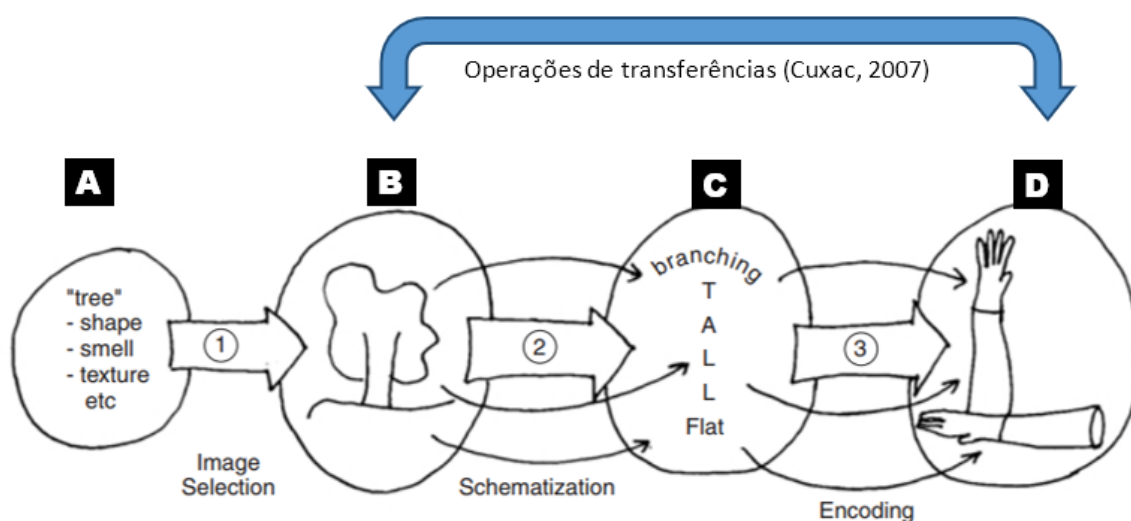 Operações de transferências (Cuxac, 2007)
A
B
C
D
"tree"
- shape
- smell
- texture
etc
1
2
3
branching
T
A
L
L
Flat
Image
Selection
Schematization
Encoding